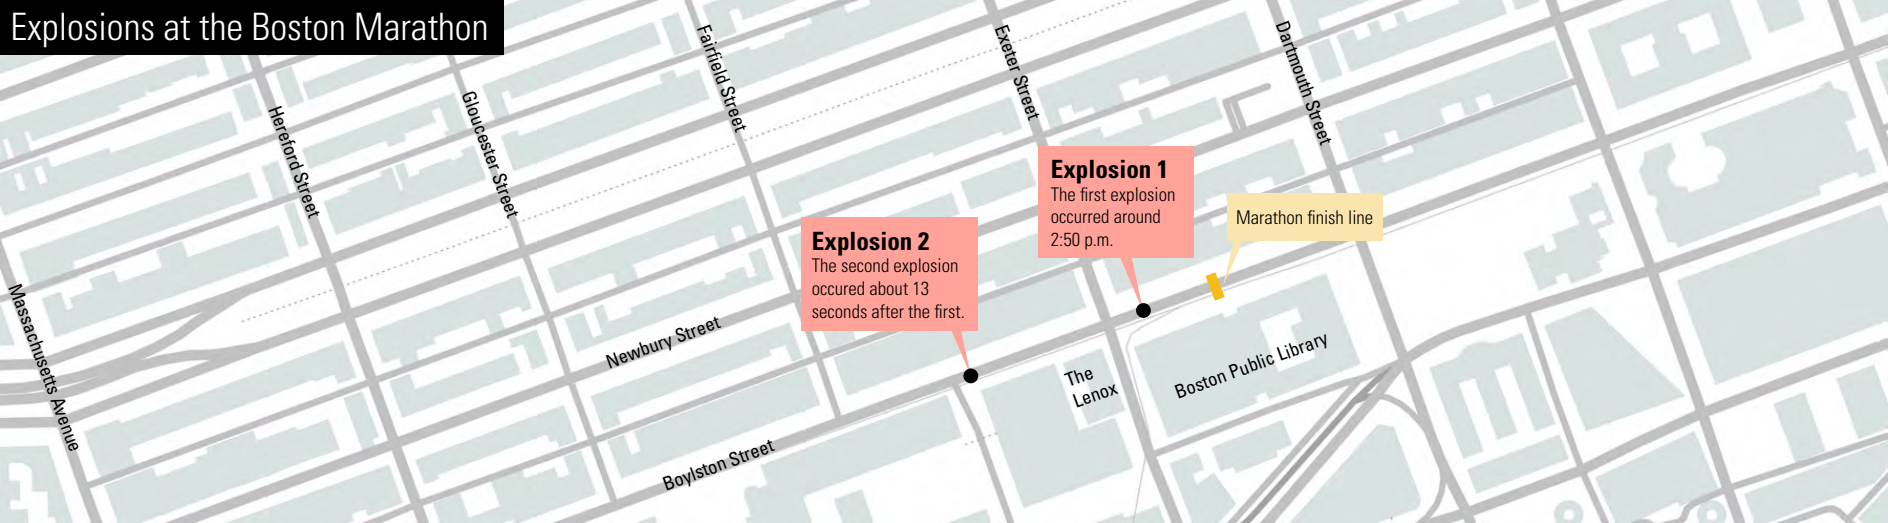 Explosions at the Boston Marathon
Massachusetts Avenue
Hereford Street
Gloucester Street
Fairfield Street
Exeter Street
Dartmouth Street
Newbury Street
Boylston Street
Explosion 2
The second explosion
occured about 13
seconds after the first.
Explosion 1
The first explosion
occurred around
2:50 p.m.
Marathon finish line
The
Lenox
Boston Public Library